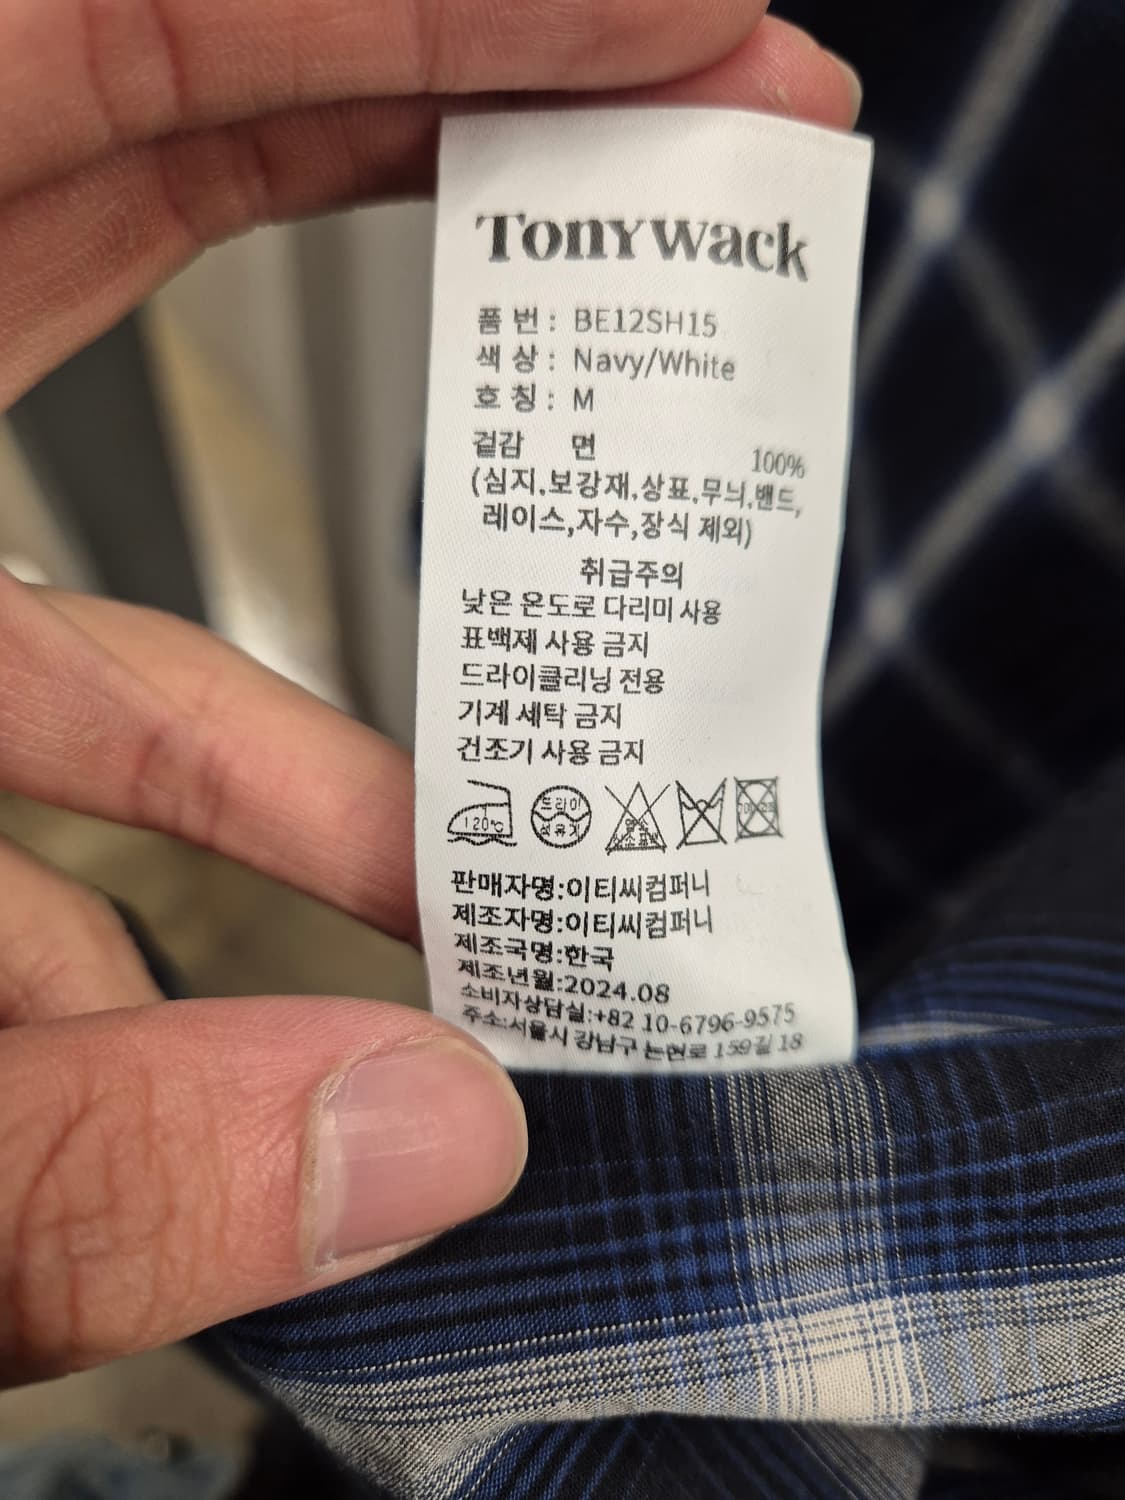 Tonywack
품 번 : BE12SH15
색 상 : Navy/White
호 칭 : M
겉감 면 100%
(심지,보강재,상표,무늬,밴드,
레이스,자수,장식 제외)
취급주의
낮은 온도로 다리미 사용
표백제 사용 금지
드라이클리닝 전용
기계 세탁 금지
건조기 사용 금지
120℃ 드라이
석유계
판매자명:이티씨컴퍼니
제조자명:이티씨컴퍼니
제조국명:한국
제조년월:2024.08
소비자상담실:+82 10-6796-9575
주소:서울시 강남구 논현로 159길 18